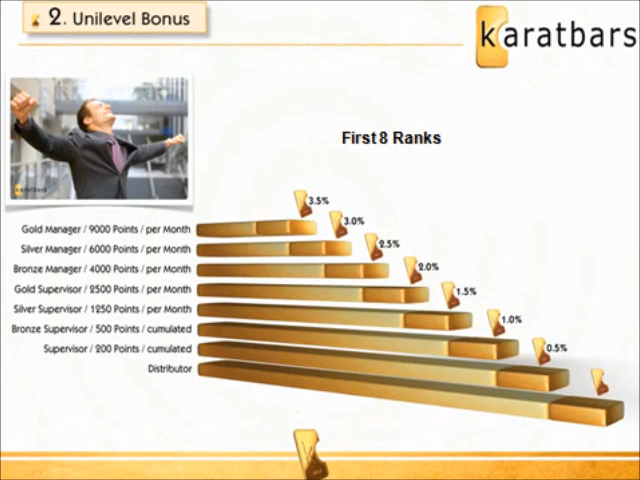 2. Unilevel Bonus
karatbars
First 8 Ranks
3.5%
Gold Manager / 9000 Points / per Month
3.0%
Silver Manager / 6000 Points / per Month
2.5%
Bronze Manager / 4000 Points / per Month
2.0%
Gold Supervisor / 2500 Points / per Month
1.5%
Silver Supervisor / 1250 Points / per Month
1.0%
Bronze Supervisor / 500 Points / cumulated
0.5%
Supervisor / 200 Points / cumulated
Distributor
karatbars